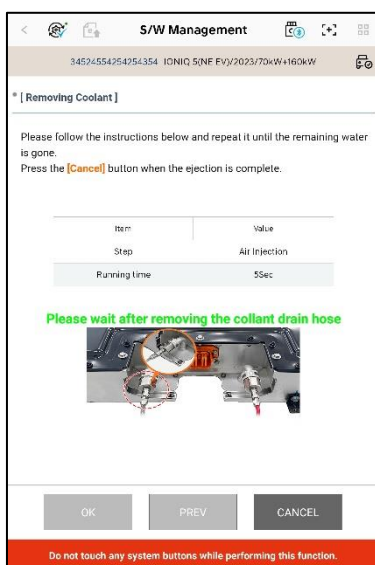 S/W Management
34524554254254354 IONIQ 5(NE EV)/2023/70kW+160kW
* [ Removing Coolant ]
Please follow the instructions below and repeat it until the remaining water
is gone.
Press the [Cancel] button when the ejection is complete.
Item Value
Step Air Injection
Running time 5Sec
Please wait after removing the collant drain hose
OK PREV CANCEL
Do not touch any system buttons while performing this function.